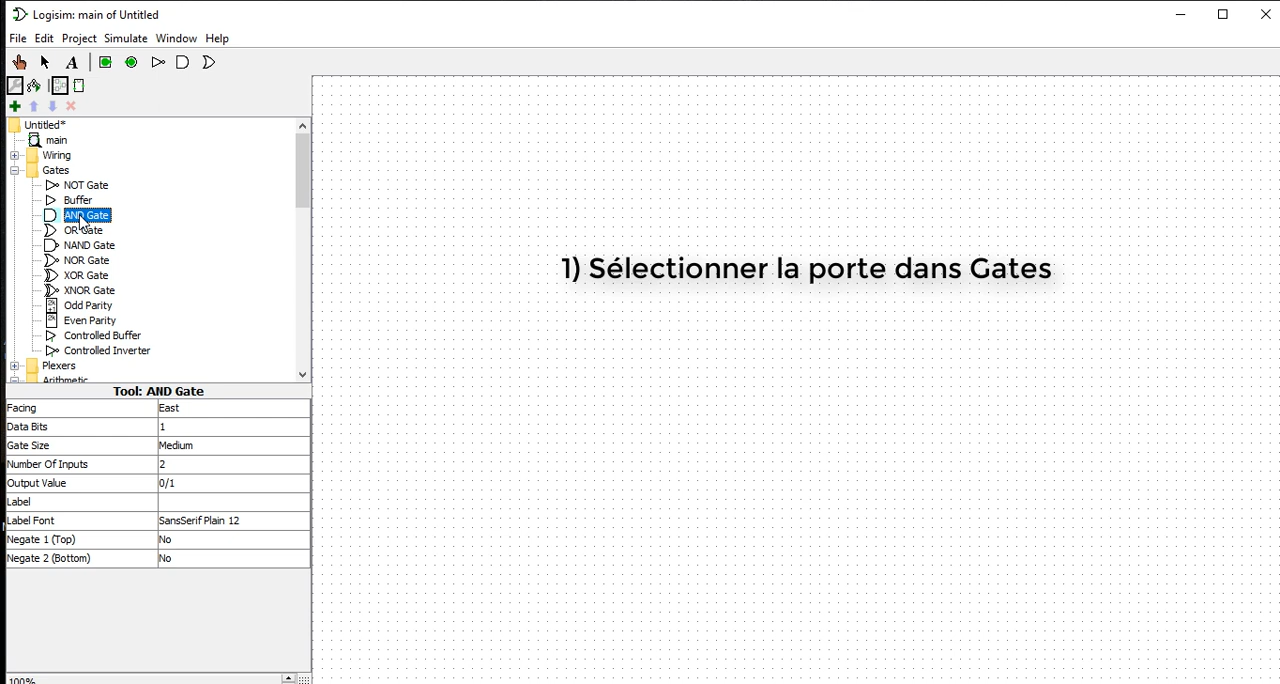 Logisim: main of Untitled
File Edit Project Simulate Window Help
Untitled*
main
Wiring
Gates
NOT Gate
Buffer
AND Gate
OR Gate
NAND Gate
NOR Gate
XOR Gate
XNOR Gate
Odd Parity
Even Parity
Controlled Buffer
Controlled Inverter
Plexers
Arithmetic
Tool: AND Gate
Facing East
Data Bits 1
Gate Size Medium
Number Of Inputs 2
Output Value 0/1
Label
Label Font SansSerif Plain 12
Negate 1 (Top) No
Negate 2 (Bottom) No
100%
1) Sélectionner la porte dans Gates